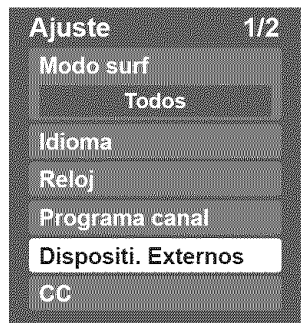 Ajuste 1/2
Modo surf
Todos
Idioma
Reloj
Programa canal
Dispositi. Externos
CC